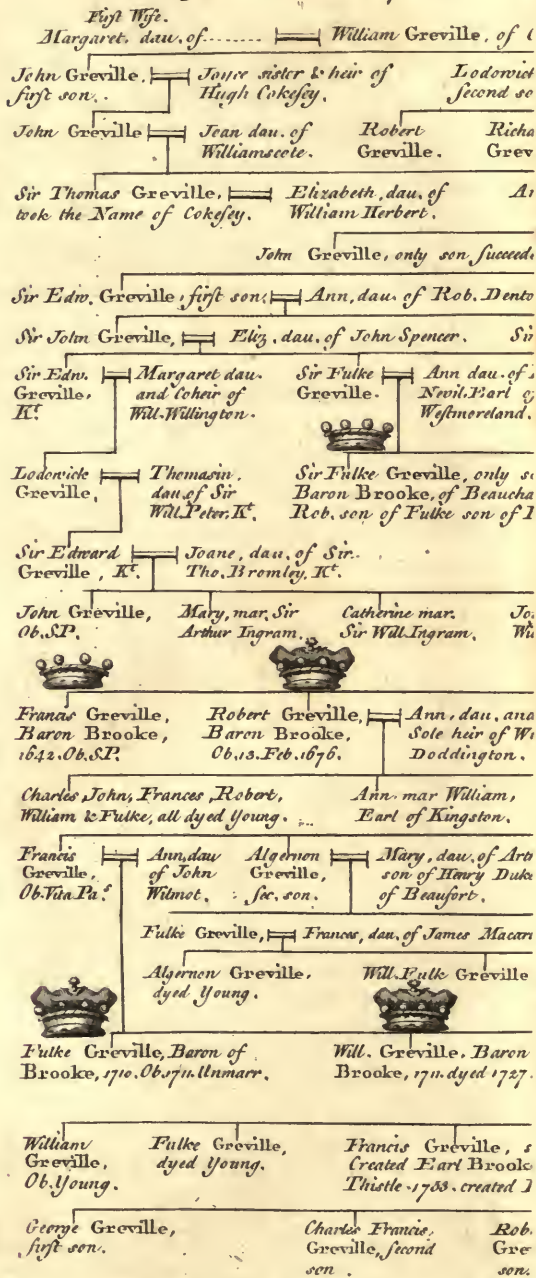 First Wife.
Margaret. dau. of ........ William Greville, of
John Greville, Joyce sister & heir of Lodowick
first son. Hugh Cokesey. second so
John Greville Jean dau. of Robert Richa
Williamscote. Greville. Grev
Sir Thomas Greville, Elizabeth, dau. of
took the Name of Cokesey. William Herbert.
John Greville, only son succeed
Sir Edw. Greville, first son, Ann, dau. of Rob. Dento
Sir John Greville, Eliz. dau. of John Spencer. Sir
Sir Edw. Margaret dau. Sir Fulke Ann dau. of
Greville, and Coheir of Greville. Nevil. Earl
Kt. Will. Willington. Westmoreland.
Lodowick Thomasin, Sir Fulke Greville, only s
Greville, dau. of Sir Baron Brooke, of Beaucha
Will. Peter. Kt. Rob. son of Fulke son of
Sir Edward Joane, dau. of Sir
Greville, Kt. Tho. Bromley, Kt.
John Greville, Mary, mar. Sir Catherine mar.
Ob. S.P. Arthur Ingram. Sir Will. Ingram.
Francis Greville, Robert Greville, Ann, dau. and
Baron Brooke, Baron Brooke, Sole heir of
1642. Ob. S.P. Ob. 13. Feb. 1676. Doddington.
Charles, John, Frances, Robert, Ann mar William,
William & Fulke, all dyed young. Earl of Kingston.
Francis Ann, dau Algernon Mary, dau. of Art
Greville, of John Greville, son of Henry Duke
Ob. Vita Pa.s Wilmot. sec. son. of Beaufort.
Fulke Greville, Frances, dau. of James Macar
Algernon Greville, Will. Fulk Greville
dyed Young.
Fulke Greville, Baron of Will. Greville. Baron
Brooke, 1710. Ob. 1711. Unmarr. Brooke, 1711. dyed 1727.
William Fulke Greville, Francis Greville, s
Greville, dyed Young. Created Earl Brook
Ob. Young. Thistle. 1753. created
George Greville, Charles Francis, Rob.
first son. Greville, second Gre
son. son.